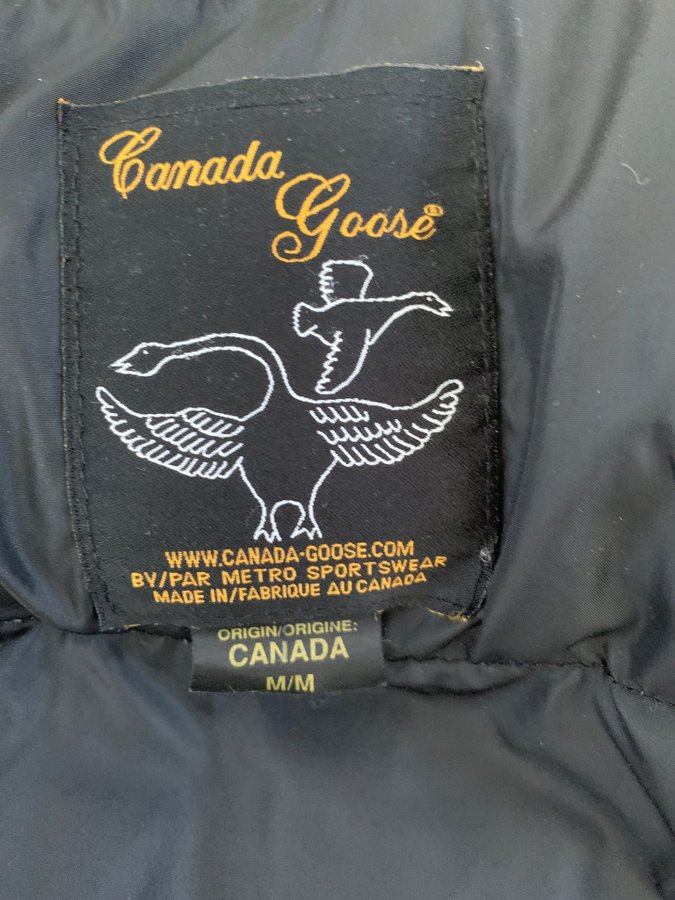 Canada
Goose®
WWW.CANADA-GOOSE.COM
BY/PAR METRO SPORTSWEAR
MADE IN/FABRIQUE AU CANADA
ORIGIN/ORIGINE:
CANADA
M/M